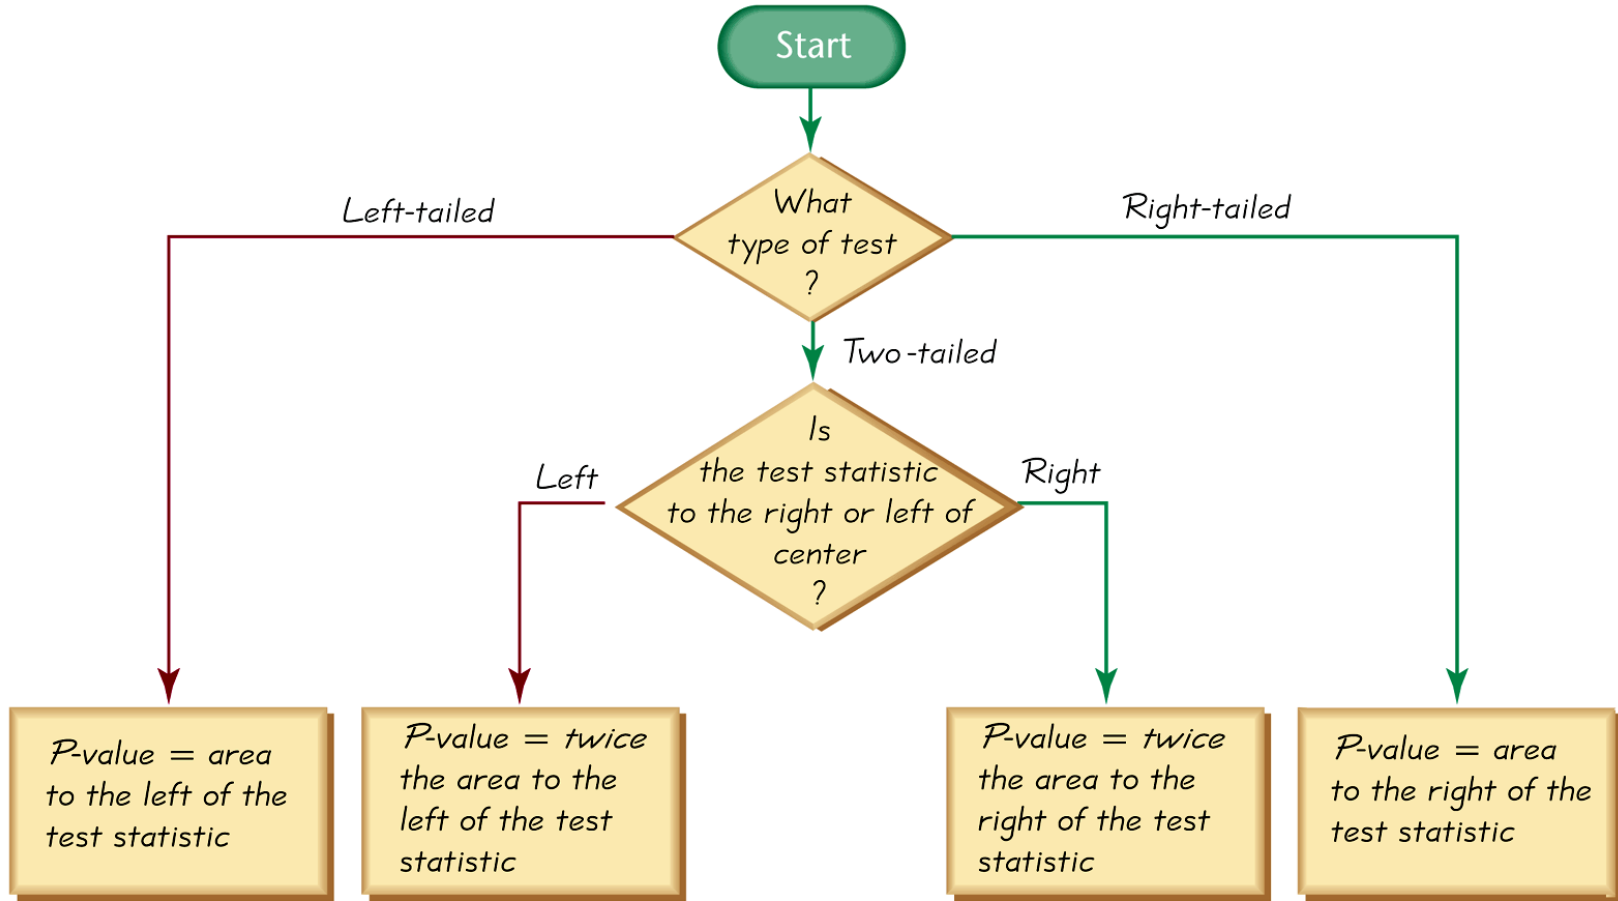 Start
What
type of test
?
Left-tailed
Right-tailed
Two-tailed
Is
the test statistic
to the right or left of
center
?
Left
Right
P-value = area
to the left of the
test statistic
P-value = twice
the area to the
left of the test
statistic
P-value = twice
the area to the
right of the test
statistic
P-value = area
to the right of the
test statistic